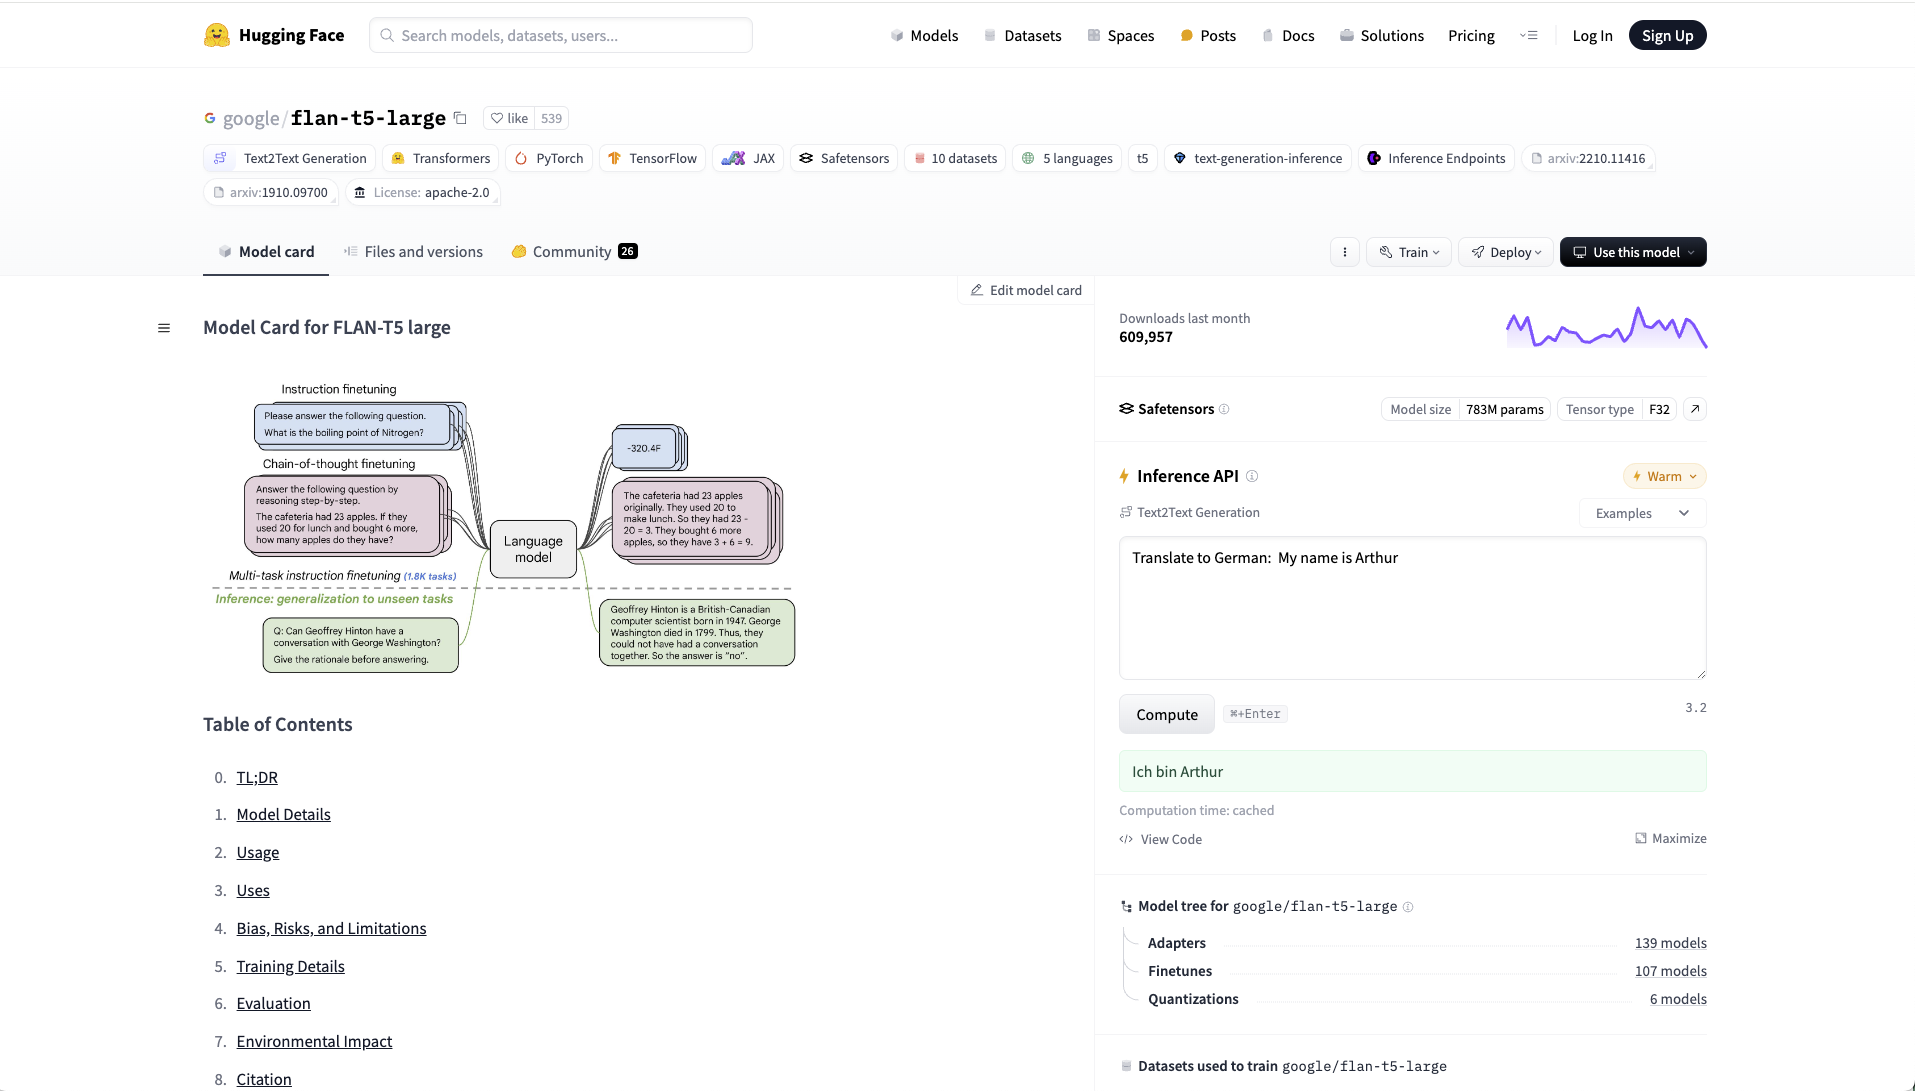 Hugging Face
Search models, datasets, users...
Models
Datasets
Spaces
Posts
Docs
Solutions
Pricing
Log In
Sign Up
google/flan-t5-large
like 539
Text2Text Generation
Transformers
PyTorch
TensorFlow
JAX
Safetensors
10 datasets
5 languages
t5
text-generation-inference
Inference Endpoints
arxiv:2210.11416
arxiv:1910.09700
License: apache-2.0
Model card
Files and versions
Community 26
Train
Deploy
Use this model
Edit model card
Model Card for FLAN-T5 large
Instruction finetuning
Please answer the following question.
What is the boiling point of Nitrogen?
Chain-of-thought finetuning
Answer the following question by
reasoning step-by-step.
The cafeteria had 23 apples. If they
used 20 for lunch and bought 6 more,
how many apples do they have?
Language
model
-320.4F
The cafeteria had 23 apples
originally. They used 20 to
make lunch. So they had 23 -
20 = 3. They bought 6 more
apples, so they have 3 + 6 = 9.
Multi-task instruction finetuning (1.8K tasks)
Inference: generalization to unseen tasks
Q: Can Geoffrey Hinton have a
conversation with George Washington?
Give the rationale before answering.
Geoffrey Hinton is a British-Canadian
computer scientist born in 1947. George
Washington died in 1799. Thus, they
could not have had a conversation
together. So the answer is “no”.
Table of Contents
0. TL;DR
1. Model Details
2. Usage
3. Uses
4. Bias, Risks, and Limitations
5. Training Details
6. Evaluation
7. Environmental Impact
8. Citation
Downloads last month
609,957
Safetensors
Model size 783M params
Tensor type F32
Inference API
Warm
Text2Text Generation
Examples
Translate to German:  My name is Arthur
Compute
⌘+Enter
3.2
Ich bin Arthur
Computation time: cached
</> View Code
Maximize
Model tree for google/flan-t5-large
Adapters 139 models
Finetunes 107 models
Quantizations 6 models
Datasets used to train google/flan-t5-large